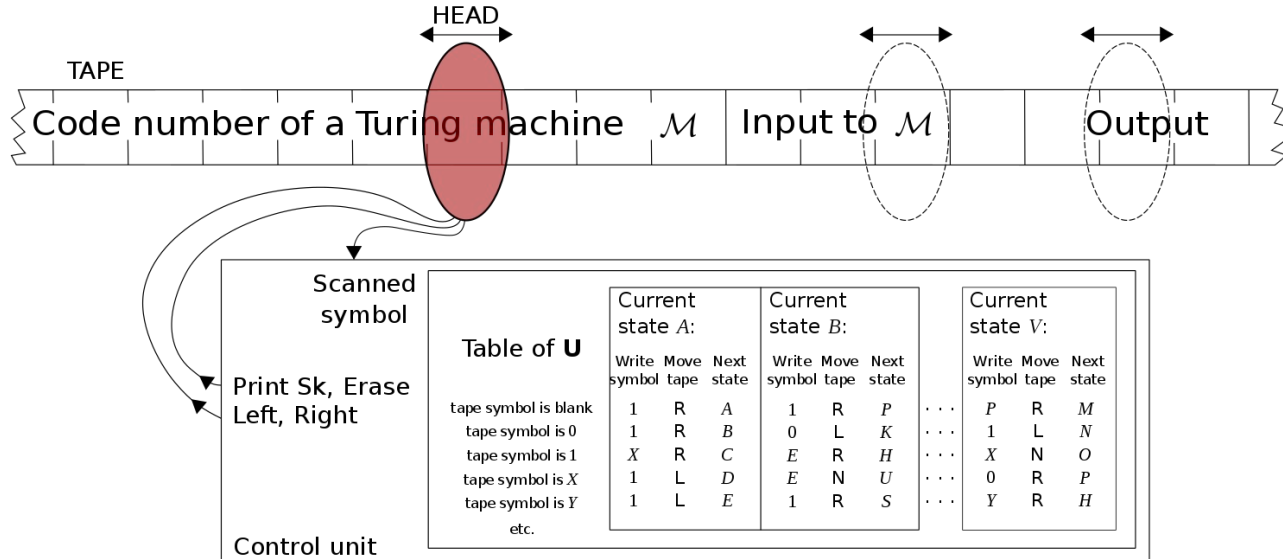 HEAD
TAPE
Code number of a Turing machine ℳ Input to ℳ Output
Scanned
symbol
Print Sk, Erase
Left, Right
Control unit
Table of U
Current Current Current
state A: state B: state V:
Write Move Next Write Move Next Write Move Next
symbol tape state symbol tape state symbol tape state
tape symbol is blank 1 R A 1 R P · · · P R M
tape symbol is 0 1 R B 0 L K · · · 1 L N
tape symbol is 1 X R C E R H · · · X N O
tape symbol is X 1 L D E N U · · · 0 R P
tape symbol is Y 1 L E 1 R S · · · Y R H
etc.